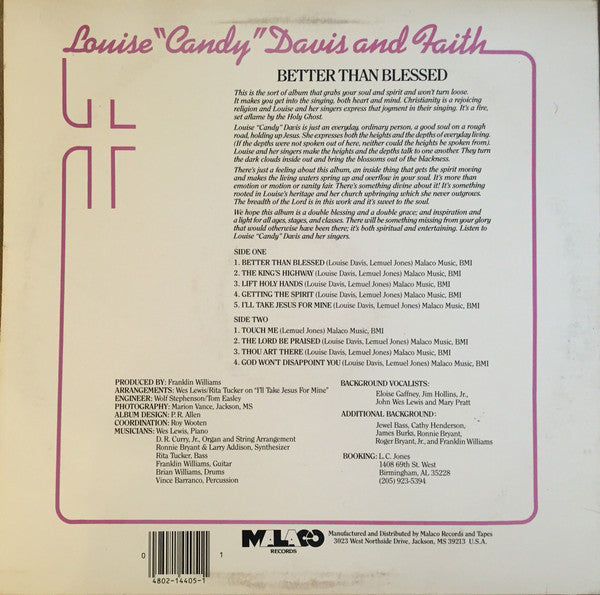 Louise "Candy" Davis and Faith
BETTER THAN BLESSED
This is the sort of album that grabs your soul and spirit and won't turn loose.
It makes you get into the singing, both heart and mind. Christianity is a rejoicing
religion and Louise and her singers express that joyment in their singing. It's a fire,
set aflame by the Holy Ghost.
Louise "Candy" Davis is just an everyday, ordinary person, a good soul on a rough
road, holding up Jesus. She expresses both the heights and the depths of everyday living.
(If the depths were not spoken out of here, neither could the heights be spoken from).
Louise and her singers make the heights and the depths talk to one another. They turn
the dark clouds inside out and bring the blossoms out of the blackness.
There's just a feeling about this album, an inside thing that gets the spirit moving
and makes the living waters spring up and overflow in your soul. It's more than
emotion or motion or vanity fair. There's something divine about it! It's something
rooted in Louise's heritage and her church upbringing which she never outgrows.
The breadth of the Lord is in this work and it's sweet to the soul.
We hope this album is a double blessing and a double grace; and inspiration and
a light for all ages, stages, and classes. There will be something missing from your glory
that would otherwise have been there; it's both spiritual and entertaining. Listen to
Louise "Candy" Davis and her singers.
SIDE ONE
1. BETTER THAN BLESSED (Louise Davis, Lemuel Jones) Malaco Music, BMI
2. THE KING'S HIGHWAY (Louise Davis, Lemuel Jones) Malaco Music, BMI
3. LIFT HOLY HANDS (Louise Davis, Lemuel Jones) Malaco Music, BMI
4. GETTING THE SPIRIT (Louise Davis, Lemuel Jones) Malaco Music, BMI
5. I'LL TAKE JESUS FOR MINE (Louise Davis, Lemuel Jones) Malaco Music, BMI
SIDE TWO
1. TOUCH ME (Lemuel Jones) Malaco Music, BMI
2. THE LORD BE PRAISED (Louise Davis, Lemuel Jones) Malaco Music, BMI
3. THOU ART THERE (Louise Davis, Lemuel Jones) Malaco Music, BMI
4. GOD WON'T DISAPPOINT YOU (Louise Davis, Lemuel Jones) Malaco Music, BMI
PRODUCED BY: Franklin Williams
ARRANGEMENTS: Wes Lewis/Rita Tucker on "I'll Take Jesus For Mine"
ENGINEER: Wolf Stephenson/Tom Easley
PHOTOGRAPHY: Marion Vance, Jackson, MS
ALBUM DESIGN: P. R. Allen
COORDINATION: Roy Wooten
MUSICIANS: Wes Lewis, Piano
D. R. Curry, Jr., Organ and String Arrangement
Ronnie Bryant & Larry Addison, Synthesizer
Rita Tucker, Bass
Franklin Williams, Guitar
Brian Williams, Drums
Vince Barranco, Percussion
BACKGROUND VOCALISTS:
Eloise Gaffney, Jim Hollins, Jr.,
John Wes Lewis and Mary Pratt
ADDITIONAL BACKGROUND:
Jewel Bass, Cathy Henderson,
James Burks, Ronnie Bryant,
Roger Bryant, Jr., and Franklin Williams
BOOKING: L.C. Jones
1408 69th St. West
Birmingham, AL 35228
(205) 923-5394
0 1
4802-14405-1
MALACO
RECORDS
Manufactured and Distributed by Malaco Records and Tapes
3023 West Northside Drive, Jackson, MS 39213 U.S.A.